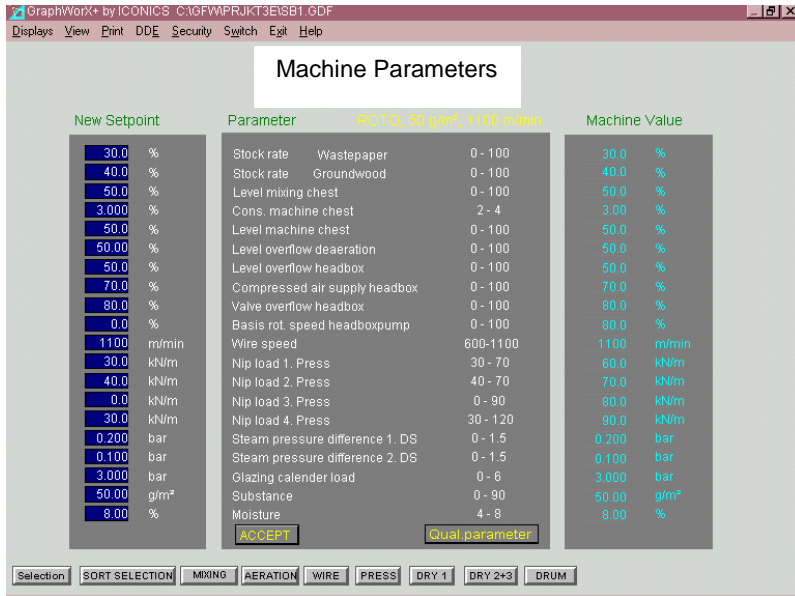 GraphWorX+ by ICONICS C:\GFW\PRJKT3E\SB1.GDF
Displays View Print DDE Security Switch Exit Help
Machine Parameters
New Setpoint Parameter ROTO, 50 g/m², 1100 m/min Machine Value
30.0 % Stock rate Wastepaper 0 - 100 30.0 %
40.0 % Stock rate Groundwood 0 - 100 40.0 %
50.0 % Level mixing chest 0 - 100 50.0 %
3.000 % Cons. machine chest 2 - 4 3.00 %
50.0 % Level machine chest 0 - 100 50.0 %
50.00 % Level overflow deaeration 0 - 100 50.0 %
50.0 % Level overflow headbox 0 - 100 50.0 %
70.0 % Compressed air supply headbox 0 - 100 70.0 %
80.0 % Valve overflow headbox 0 - 100 80.0 %
0.0 % Basis rot. speed headboxpump 0 - 100 80.0 %
1100 m/min Wire speed 600-1100 1100 m/min
30.0 kN/m Nip load 1. Press 30 - 70 60.0 kN/m
40.0 kN/m Nip load 2. Press 40 - 70 70.0 kN/m
0.0 kN/m Nip load 3. Press 0 - 90 80.0 kN/m
30.0 kN/m Nip load 4. Press 30 - 120 90.0 kN/m
0.200 bar Steam pressure difference 1. DS 0 - 1.5 0.200 bar
0.100 bar Steam pressure difference 2. DS 0 - 1.5 0.100 bar
3.000 bar Glazing calender load 0 - 6 3.000 bar
50.00 g/m² Substance 0 - 90 50.00 g/m²
8.00 % Moisture 4 - 8 8.00 %
ACCEPT Qual.parameter
Selection SORT SELECTION MIXING AERATION WIRE PRESS DRY 1 DRY 2+3 DRUM